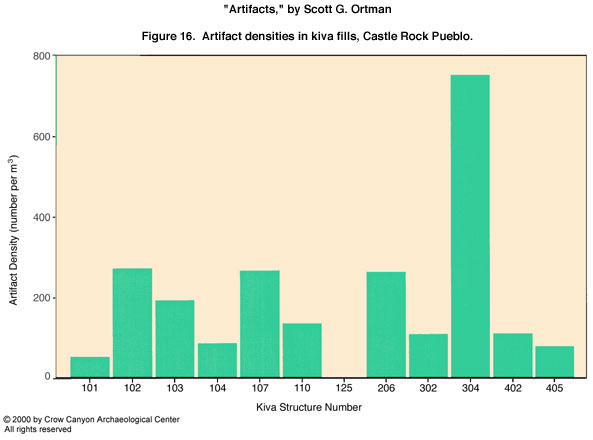 "Artifacts," by Scott G. Ortman
Figure 16. Artifact densities in kiva fills, Castle Rock Pueblo.
800
600
400
200
0
Artifact Density (number per m³)
101 102 103 104 107 110 125 206 302 304 402 405
Kiva Structure Number
© 2000 by Crow Canyon Archaeological Center
All rights reserved